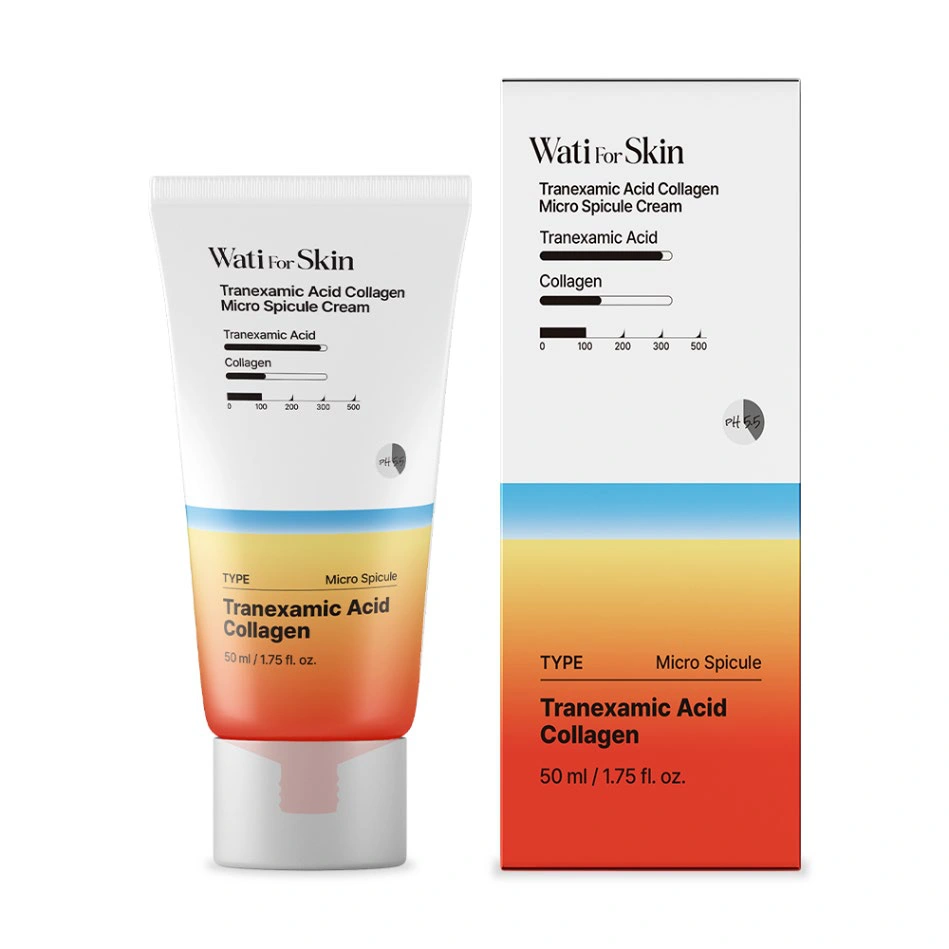 Wati For Skin
Tranexamic Acid Collagen
Micro Spicule Cream
Tranexamic Acid
Collagen
0 100 200 300 500
PH 5.5
TYPE Micro Spicule
Tranexamic Acid
Collagen
50 ml / 1.75 fl. oz.
Wati For Skin
Tranexamic Acid Collagen
Micro Spicule Cream
Tranexamic Acid
Collagen
0 100 200 300 500
PH 5.5
TYPE Micro Spicule
Tranexamic Acid
Collagen
50 ml / 1.75 fl. oz.